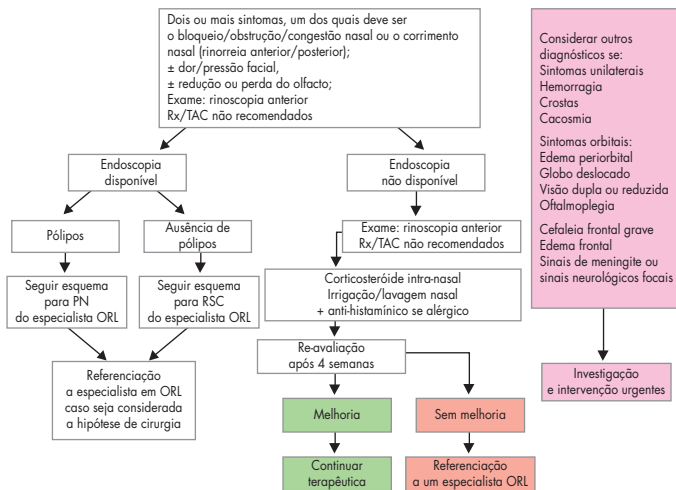 Dois ou mais sintomas, um dos quais deve ser
o bloqueio/obstrução/congestão nasal ou o corrimento
nasal (rinorreia anterior/posterior);
± dor/pressão facial,
± redução ou perda do olfacto;
Exame: rinoscopia anterior
Rx/TAC não recomendados
Endoscopia
disponível
Endoscopia
não disponível
Pólipos
Ausência de
pólipos
Exame: rinoscopia anterior
Rx/TAC não recomendados
Seguir esquema
para PN
do especialista ORL
Seguir esquema
para RSC
do especialista ORL
Corticosteróide intra-nasal
Irrigação/lavagem nasal
+ anti-histamínico se alérgico
Referenciação
a especialista em ORL
caso seja considerada
a hipótese de cirurgia
Re-avaliação
após 4 semanas
Melhoria
Sem melhoria
Continuar
terapêutica
Referenciação
a um especialista ORL
Considerar outros
diagnósticos se:
Sintomas unilaterais
Hemorragia
Crostas
Cacosmia
Sintomas orbitais:
Edema periorbital
Globo deslocado
Visão dupla ou reduzida
Oftalmoplegia
Cefaleia frontal grave
Edema frontal
Sinais de meningite ou
sinais neurológicos focais
Investigação
e intervenção urgentes